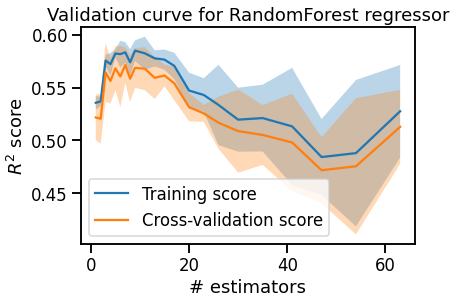 Validation curve for RandomForest regressor
0.60
0.55
0.50
0.45
R² score
Training score
Cross-validation score
0 20 40 60
# estimators